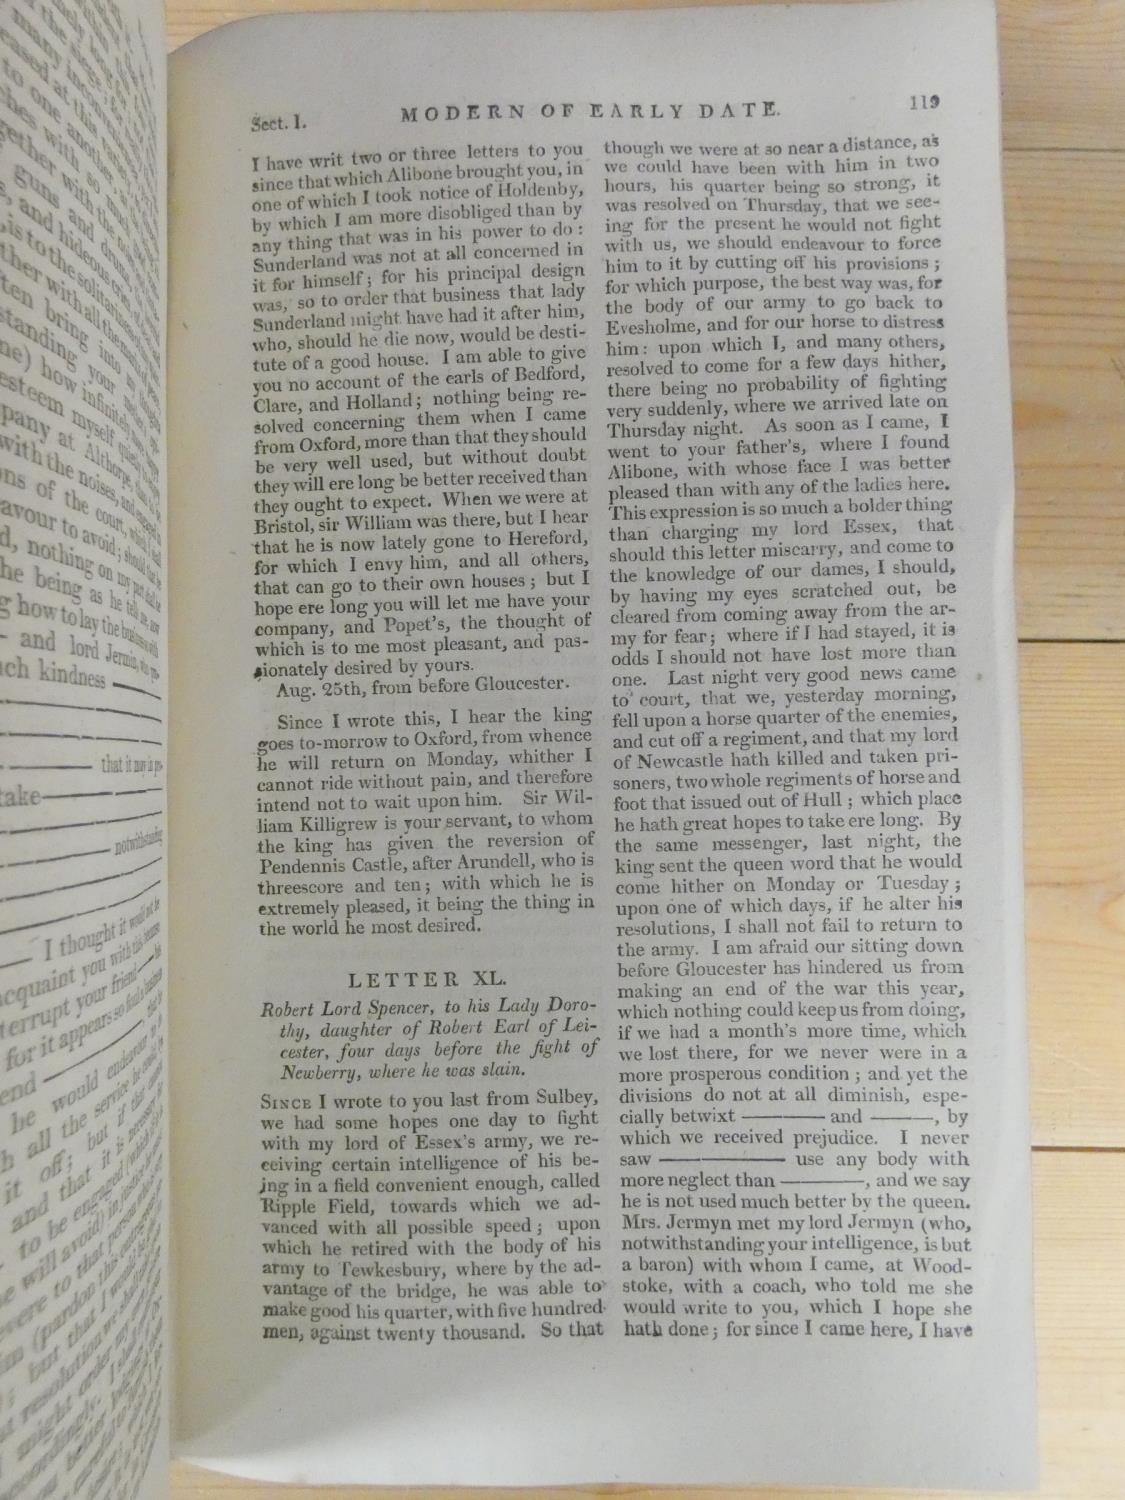 Sect. I.
MODERN OF EARLY DATE.
119
I have writ two or three letters to you
since that which Alibone brought you, in
one of which I took notice of Holdenby,
by which I am more disobliged than by
any thing that was in his power to do :
Sunderland was not at all concerned in
it for himself ; for his principal design
was, so to order that business that lady
Sunderland might have had it after him,
who, should he die now, would be desti-
tute of a good house. I am able to give
you no account of the earls of Bedford,
Clare, and Holland ; nothing being re-
solved concerning them when I came
from Oxford, more than that they should
be very well used, but without doubt
they will ere long be better received than
they ought to expect. When we were at
Bristol, sir William was there, but I hear
that he is now lately gone to Hereford,
for which I envy him, and all others,
that can go to their own houses ; but I
hope ere long you will let me have your
company, and Popet's, the thought of
which is to me most pleasant, and pas-
sionately desired by yours.
Aug. 25th, from before Gloucester.
Since I wrote this, I hear the king
goes to-morrow to Oxford, from whence
he will return on Monday, whither I
cannot ride without pain, and therefore
intend not to wait upon him. Sir Wil-
liam Killigrew is your servant, to whom
the king has given the reversion of
Pendennis Castle, after Arundell, who is
threescore and ten ; with which he is
extremely pleased, it being the thing in
the world he most desired.
LETTER XL.
Robert Lord Spencer, to his Lady Doro-
thy, daughter of Robert Earl of Lei-
cester, four days before the fight of
Newberry, where he was slain.
SINCE I wrote to you last from Sulbey,
we had some hopes one day to fight
with my lord of Essex's army, we re-
ceiving certain intelligence of his be-
ing in a field convenient enough, called
Ripple Field, towards which we ad-
vanced with all possible speed ; upon
which he retired with the body of his
army to Tewkesbury, where by the ad-
vantage of the bridge, he was able to
make good his quarter, with five hundred
men, against twenty thousand. So that
though we were at so near a distance, as
we could have been with him in two
hours, his quarter being so strong, it
was resolved on Thursday, that we see-
ing for the present he would not fight
with us, we should endeavour to force
him to it by cutting off his provisions ;
for which purpose, the best way was, for
the body of our army to go back to
Evesholme, and for our horse to distress
him : upon which I, and many others,
resolved to come for a few days hither,
there being no probability of fighting
very suddenly, where we arrived late on
Thursday night. As soon as I came, I
went to your father's, where I found
Alibone, with whose face I was better
pleased than with any of the ladies here.
This expression is so much a bolder thing
than charging my lord Essex, that
should this letter miscarry, and come to
the knowledge of our dames, I should,
by having my eyes scratched out, be
cleared from coming away from the ar-
my for fear ; where if I had stayed, it is
odds I should not have lost more than
one. Last night very good news came
to court, that we, yesterday morning,
fell upon a horse quarter of the enemies,
and cut off a regiment, and that my lord
of Newcastle hath killed and taken pri-
soners, two whole regiments of horse and
foot that issued out of Hull ; which place
he hath great hopes to take ere long. By
the same messenger, last night, the
king sent the queen word that he would
come hither on Monday or Tuesday ;
upon one of which days, if he alter his
resolutions, I shall not fail to return to
the army. I am afraid our sitting down
before Gloucester has hindered us from
making an end of the war this year,
which nothing could keep us from doing,
if we had a month's more time, which
we lost there, for we never were in a
more prosperous condition ; and yet the
divisions do not at all diminish, espe-
cially betwixt ——— and ———, by
which we received prejudice. I never
saw ——— use any body with
more neglect than ———, and we say
he is not used much better by the queen.
Mrs. Jermyn met my lord Jermyn (who,
notwithstanding your intelligence, is but
a baron) with whom I came, at Wood-
stoke, with a coach, who told me she
would write to you, which I hope she
hath done ; for since I came here, I have